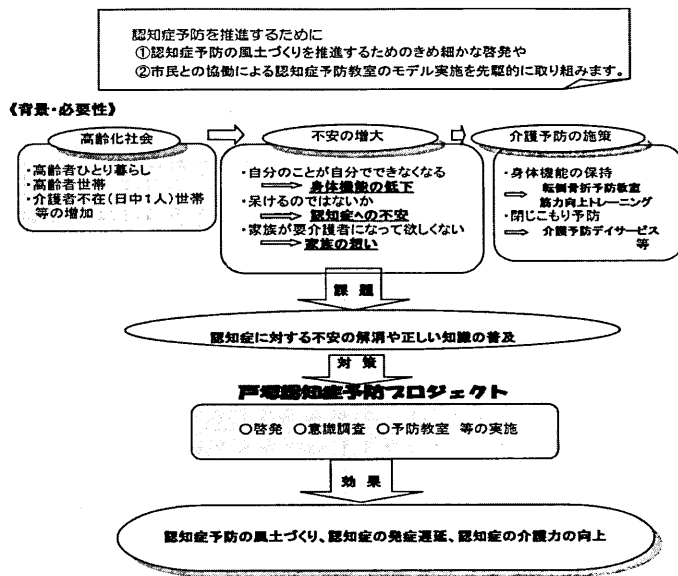 認知症予防を推進するために
①認知症予防の風土づくりを推進するためのきめ細かな啓発や
②市民との協働による認知症予防教室のモデル実施を先駆的に取り組みます。
《背景・必要性》
高齢化社会
・高齢者ひとり暮らし
・高齢者世帯
・介護者不在(日中1人)世帯
等の増加
不安の増大
・自分のことが自分でできなくなる
身体機能の低下
・呆けるのではないか
認知症への不安
・家族が要介護者になって欲しくない
家族の想い
介護予防の施策
・身体機能の保持
転倒骨折予防教室
筋力向上トレーニング
・閉じこもり予防
介護予防デイサービス
等
課 題
認知症に対する不安の解消や正しい知識の普及
対 策
戸塚認知症予防プロジェクト
○啓発 ○意識調査 ○予防教室 等の実施
効 果
認知症予防の風土づくり、認知症の発症遅延、認知症の介護力の向上